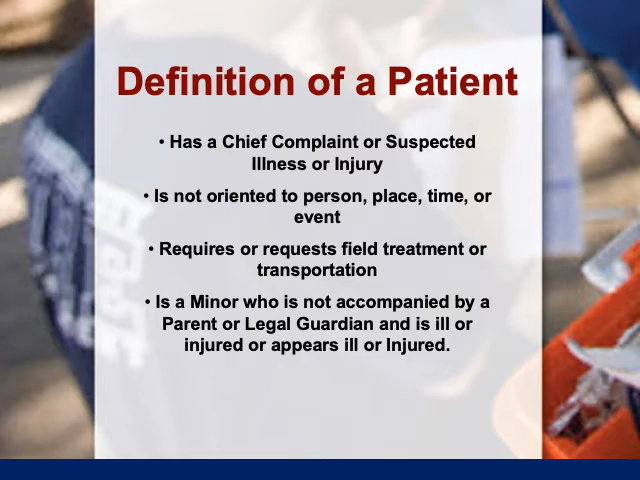 Definition of a Patient
• Has a Chief Complaint or Suspected
Illness or Injury
• Is not oriented to person, place, time, or
event
• Requires or requests field treatment or
transportation
• Is a Minor who is not accompanied by a
Parent or Legal Guardian and is ill or
injured or appears ill or Injured.